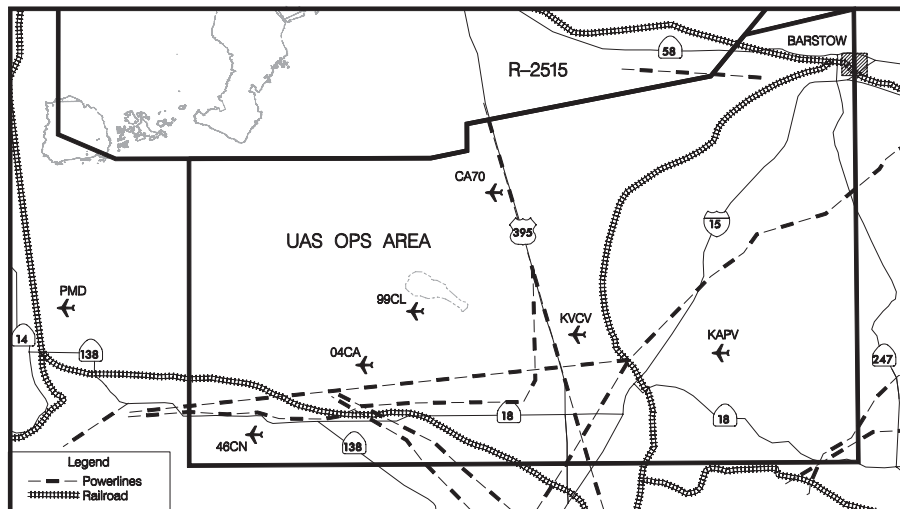 BARSTOW
58
R-2515
CA70
395
15
UAS OPS AREA
PMD
99CL
KVCV
14
138
04CA
KAPV
247
18
18
46CN
138
Legend
Powerlines
Railroad